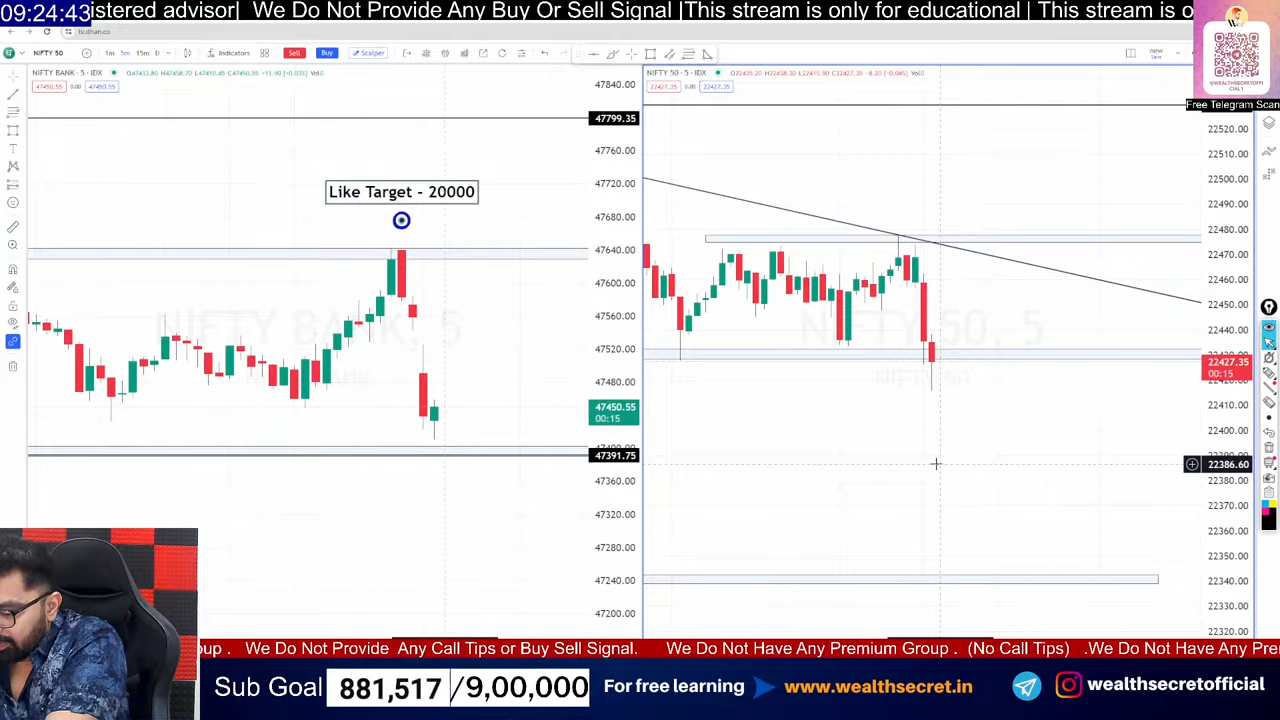 09:24:43
istered advisor| We Do Not Provide Any Buy Or Sell Signal |This stream is only for educational | This stream is o
tv.dhan.co
NIFTY 50
1m 5m 15m D
Indicators
Sell
Buy
Scalper
new
Save
@WEALTHSECRETOFFICIAL1
Free Telegram Scan
NIFTY BANK · 5 · IDX
O47433.80 H47458.70 L47410.45 C47450.55 +11.90 (+0.03%) Vol0
47450.55 0.00 47450.55
NIFTY 50 · 5 · IDX
O22435.20 H22438.30 L22415.90 C22427.35 -8.20 (-0.04%) Vol0
22427.35 0.00 22427.35
Like Target - 20000
NIFTY BANK, 5
NIFTY 50, 5
NIFTY 50
47840.00
47799.35
47760.00
47720.00
47680.00
47640.00
47600.00
47560.00
47520.00
47480.00
47450.55
00:15
47391.75
47360.00
47320.00
47280.00
47240.00
47200.00
22520.00
22510.00
22500.00
22490.00
22480.00
22470.00
22460.00
22450.00
22440.00
22427.35
00:15
22410.00
22400.00
22386.60
22380.00
22370.00
22360.00
22350.00
22340.00
22330.00
22320.00
oup . We Do Not Provide Any Call Tips or Buy Sell Signal. We Do Not Have Any Premium Group . (No Call Tips) .We Do Not Have Any Pre
Sub Goal 881,517 /9,00,000 For free learning www.wealthsecret.in wealthsecretofficial